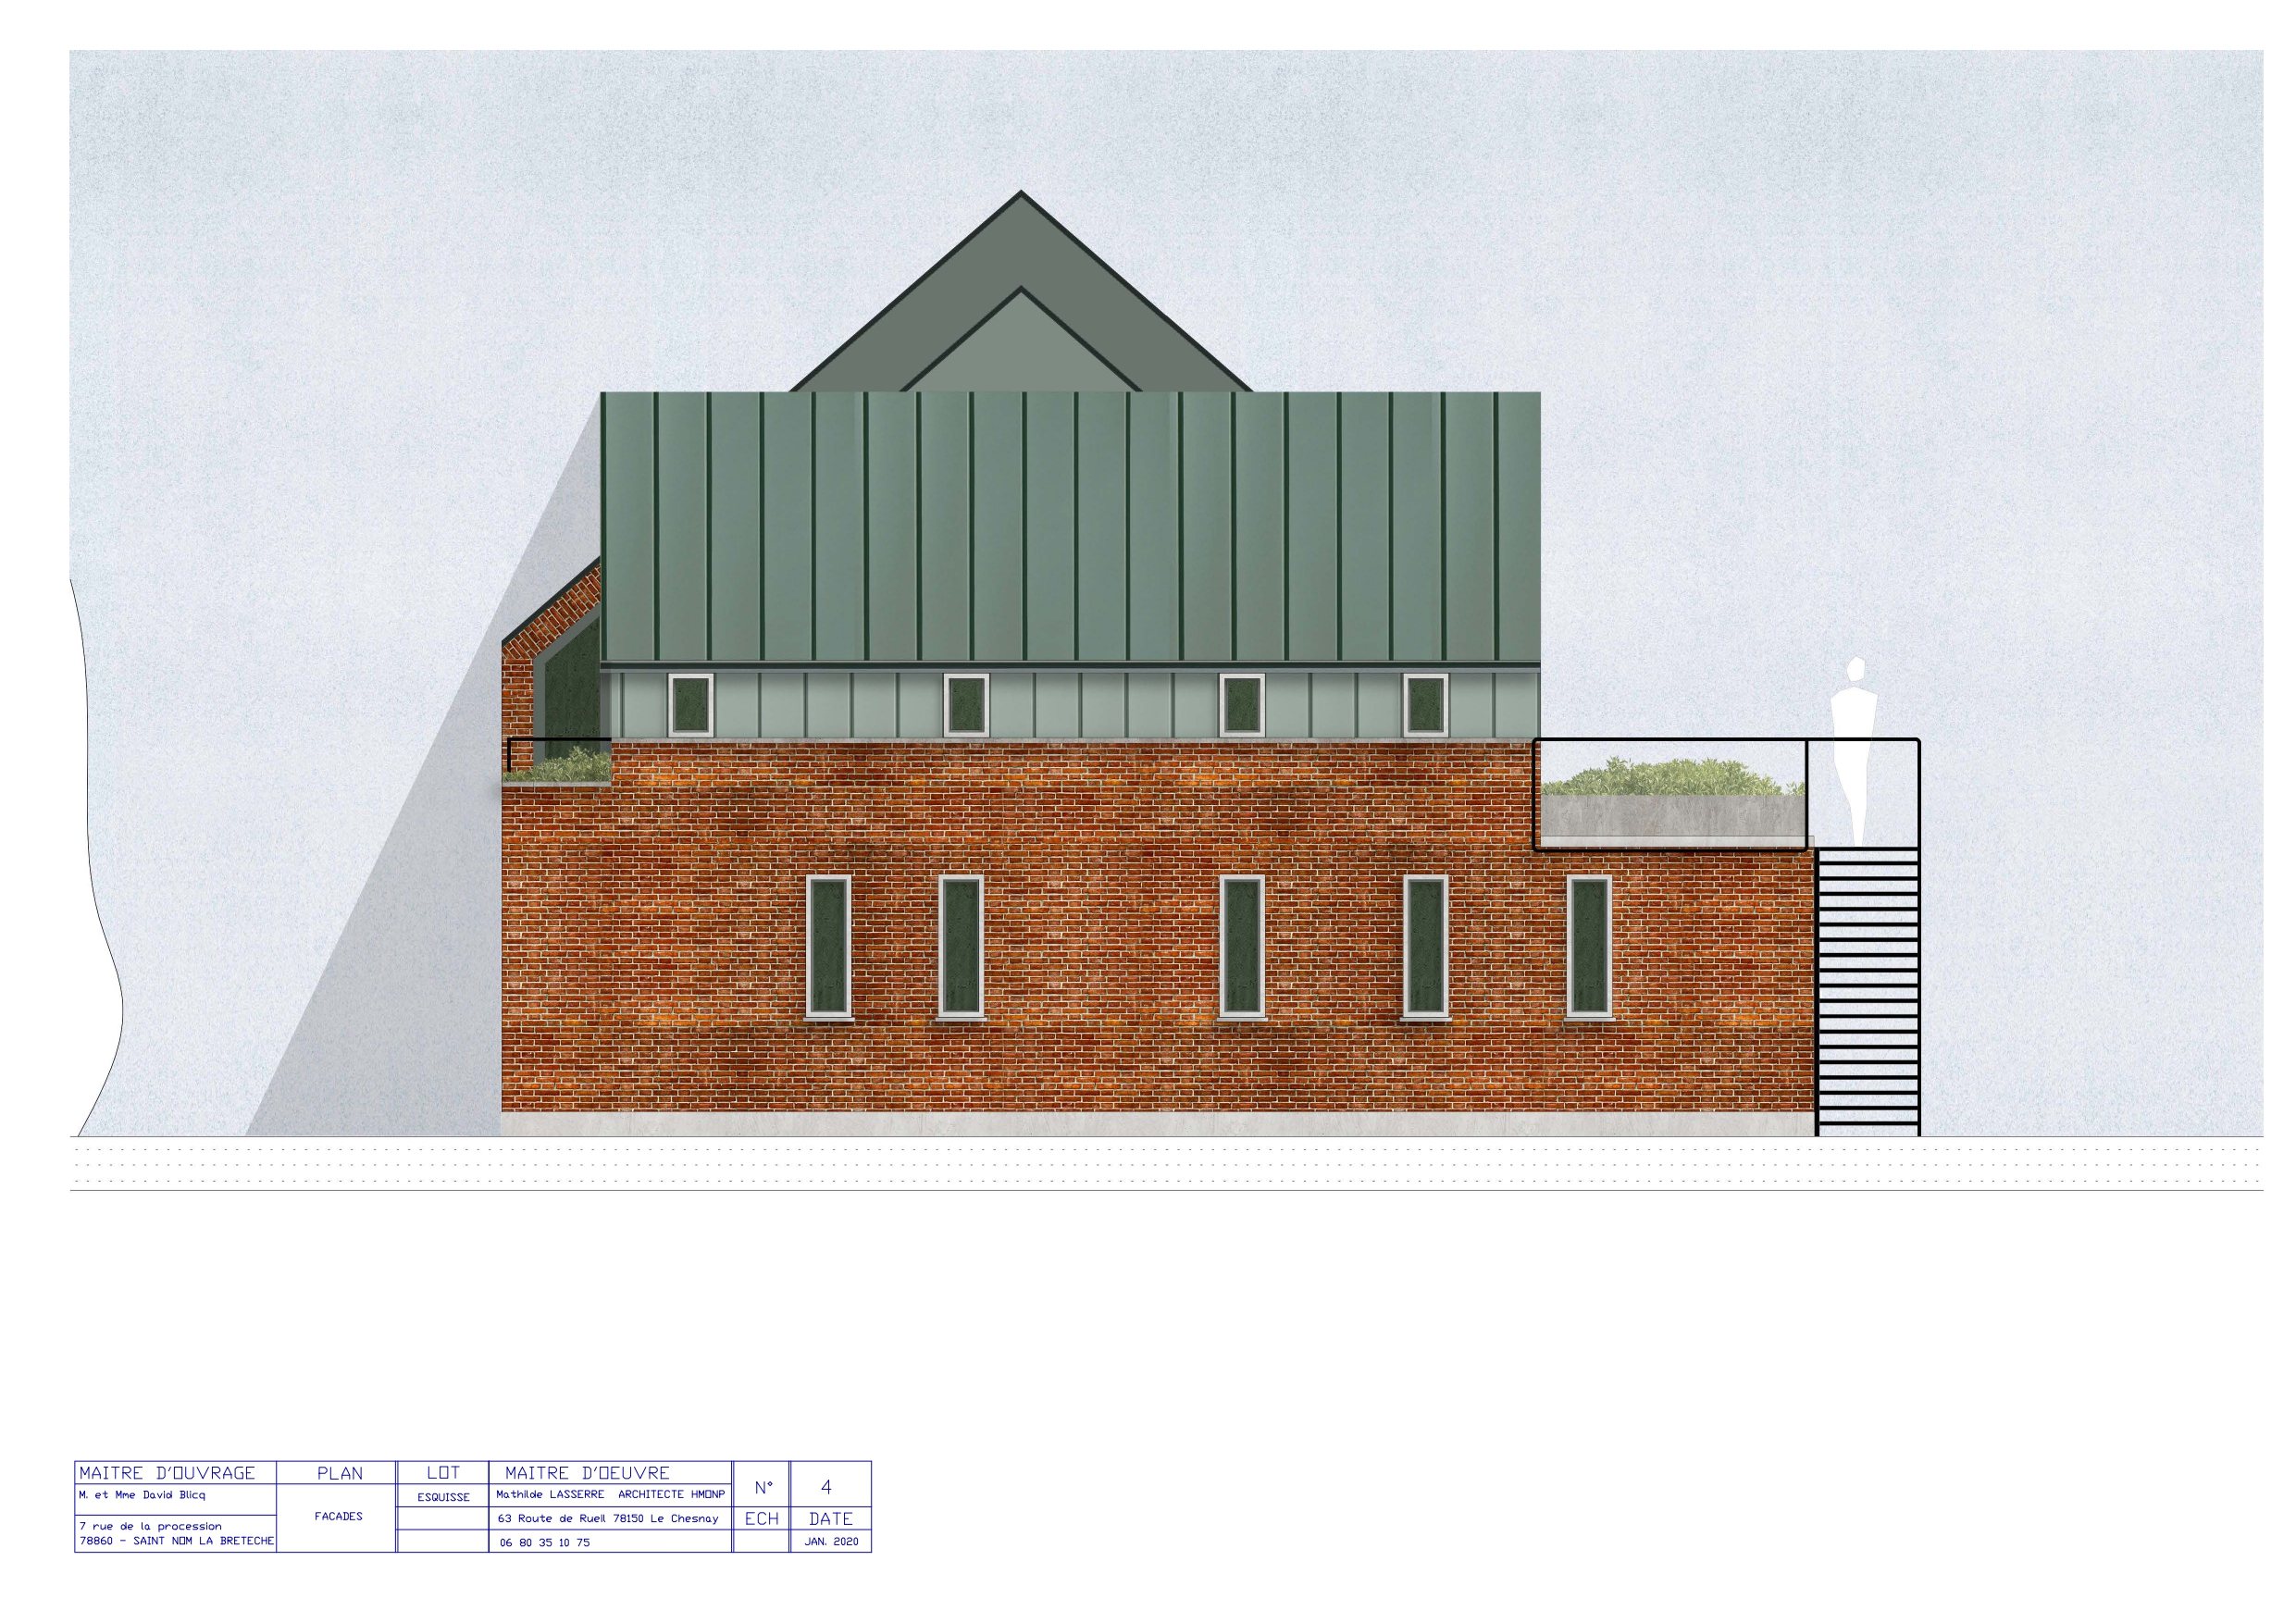 MAITRE D'OUVRAGE
M. et Mme David Blicq
7 rue de la procession
78860 - SAINT NOM LA BRETECHE
PLAN
FACADES
LOT
ESQUISSE
MAITRE D'OEUVRE
Mathilde LASSERRE ARCHITECTE HMONP
63 Route de Rueil 78150 Le Chesnay
06 80 35 10 75
N° 4
ECH DATE
JAN. 2020